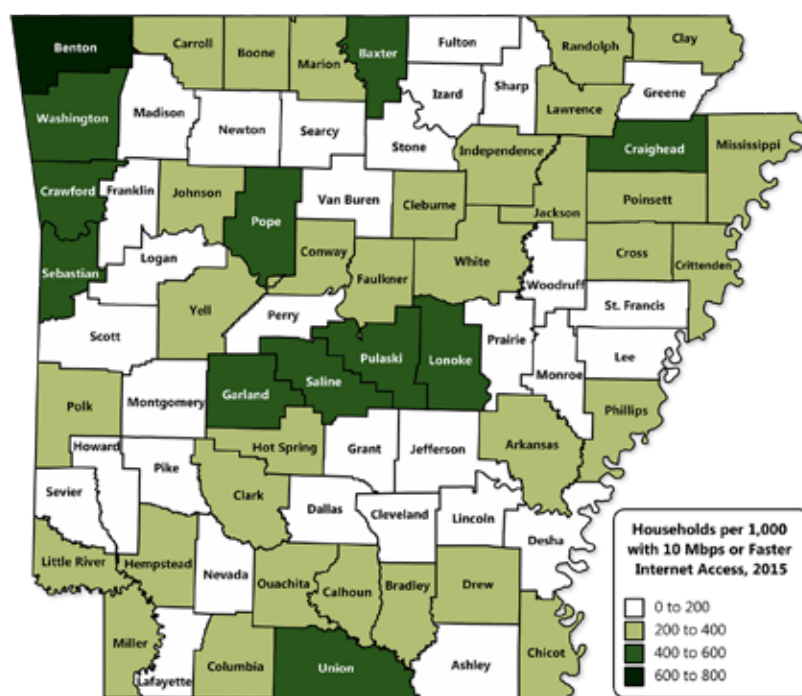 Benton
Carroll
Boone
Marion
Baxter
Fulton
Randolph
Clay
Izard
Sharp
Greene
Lawrence
Washington
Madison
Newton
Searcy
Stone
Independence
Craighead
Mississippi
Crawford
Franklin
Johnson
Pope
Van Buren
Cleburne
Jackson
Poinsett
Sebastian
Logan
Conway
Faulkner
White
Woodruff
Cross
Crittenden
Yell
Perry
St. Francis
Scott
Pulaski
Lonoke
Prairie
Lee
Monroe
Garland
Saline
Polk
Montgomery
Phillips
Howard
Hot Spring
Grant
Jefferson
Arkansas
Pike
Sevier
Clark
Dallas
Cleveland
Lincoln
Desha
Little River
Hempstead
Nevada
Ouachita
Calhoun
Bradley
Drew
Miller
Lafayette
Columbia
Union
Ashley
Chicot
Households per 1,000
with 10 Mbps or Faster
Internet Access, 2015
0 to 200
200 to 400
400 to 600
600 to 800